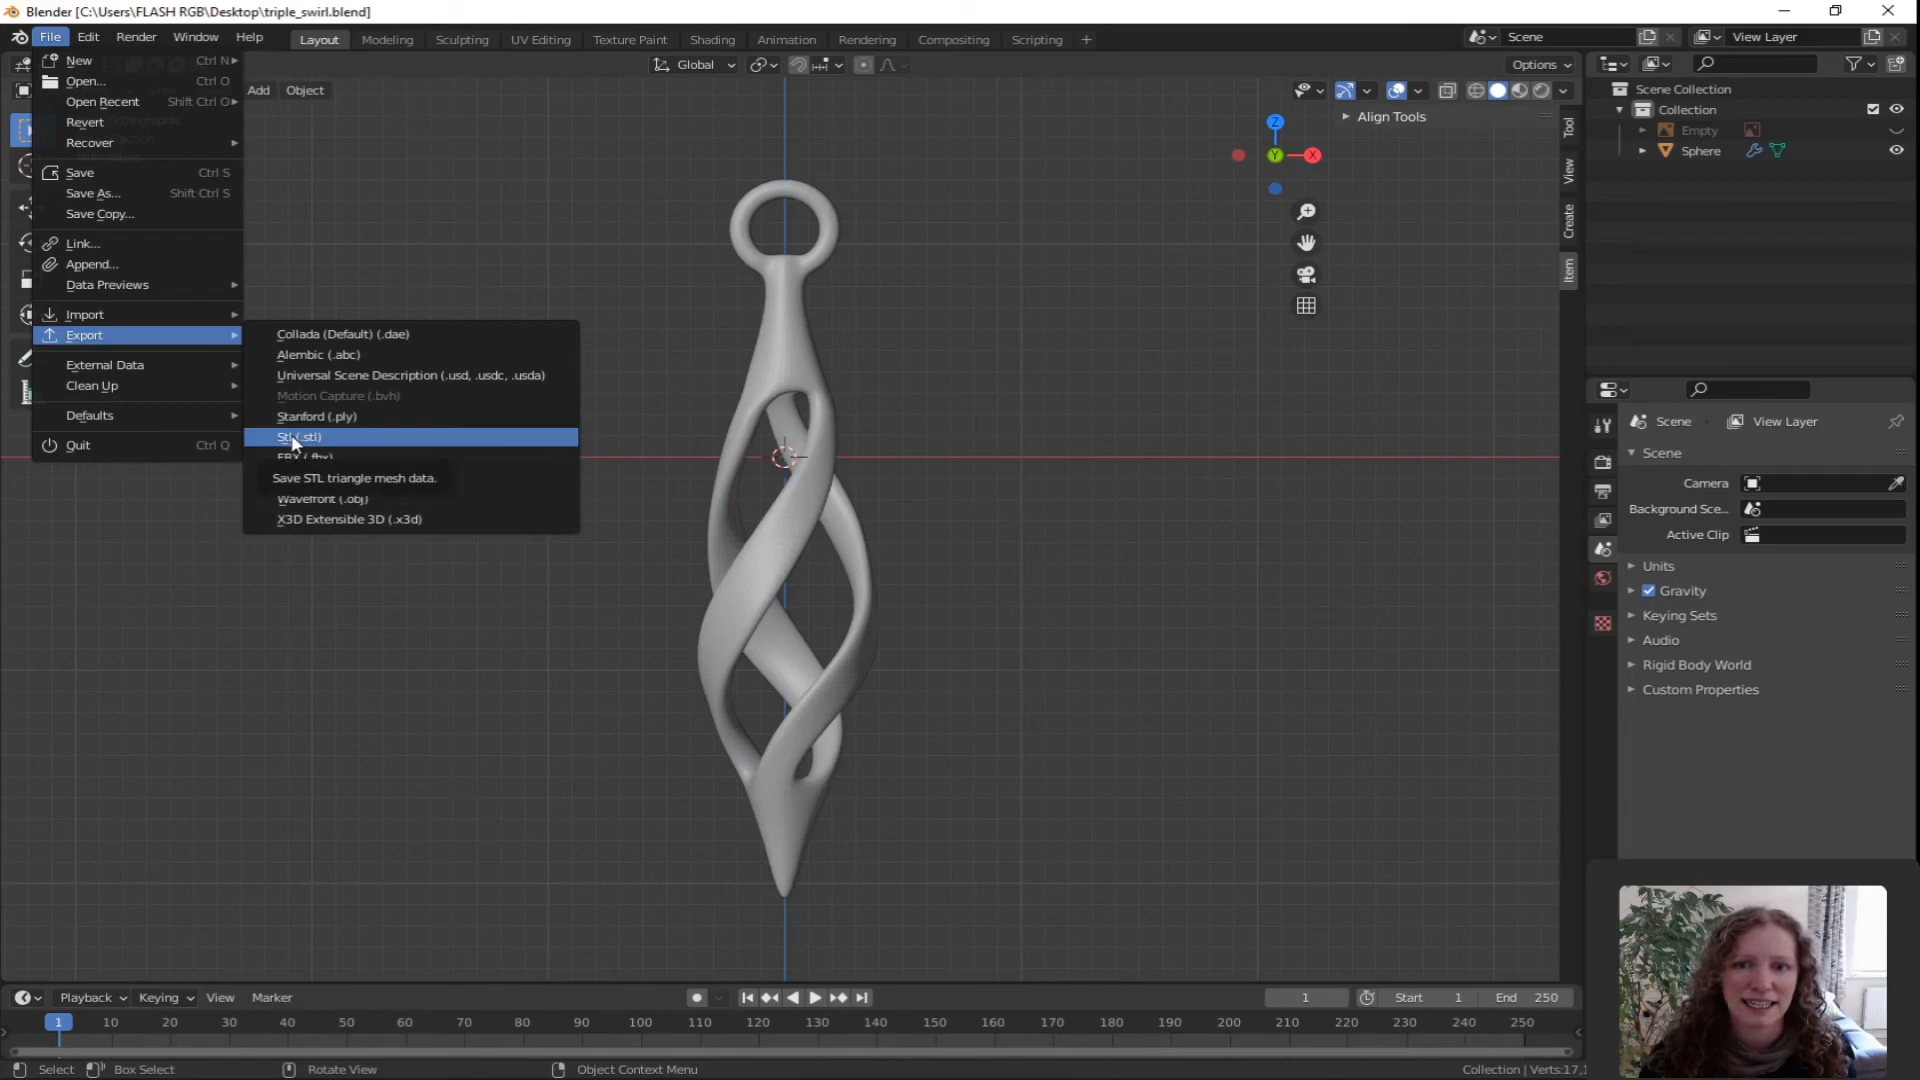 Blender [C:\Users\FLASH RGB\Desktop\triple_swirl.blend]
File Edit Render Window Help
Layout Modeling Sculpting UV Editing Texture Paint Shading Animation Rendering Compositing Scripting +
Scene
View Layer
Global
Options
Add Object
New Ctrl N
Open... Ctrl O
Open Recent Shift Ctrl O
Revert
Recover
Save Ctrl S
Save As... Shift Ctrl S
Save Copy...
Link...
Append...
Data Previews
Import
Export
External Data
Clean Up
Defaults
Quit Ctrl Q
Collada (Default) (.dae)
Alembic (.abc)
Universal Scene Description (.usd, .usdc, .usda)
Motion Capture (.bvh)
Stanford (.ply)
Stl (.stl)
FBX (.fbx)
Save STL triangle mesh data.
Wavefront (.obj)
X3D Extensible 3D (.x3d)
Align Tools
Z
Y
X
Tool
View
Create
Item
Scene Collection
Collection
Empty
Sphere
Scene View Layer
Scene
Camera
Background Sce...
Active Clip
Units
Gravity
Keying Sets
Audio
Rigid Body World
Custom Properties
Playback Keying View Marker
1 Start 1 End 250
1 10 20 30 40 50 60 70 80 90 100 110 120 130 140 150 160 170 180 190 200 210 220 230 240 250
Select Box Select Rotate View Object Context Menu
Collection | Verts:17,1